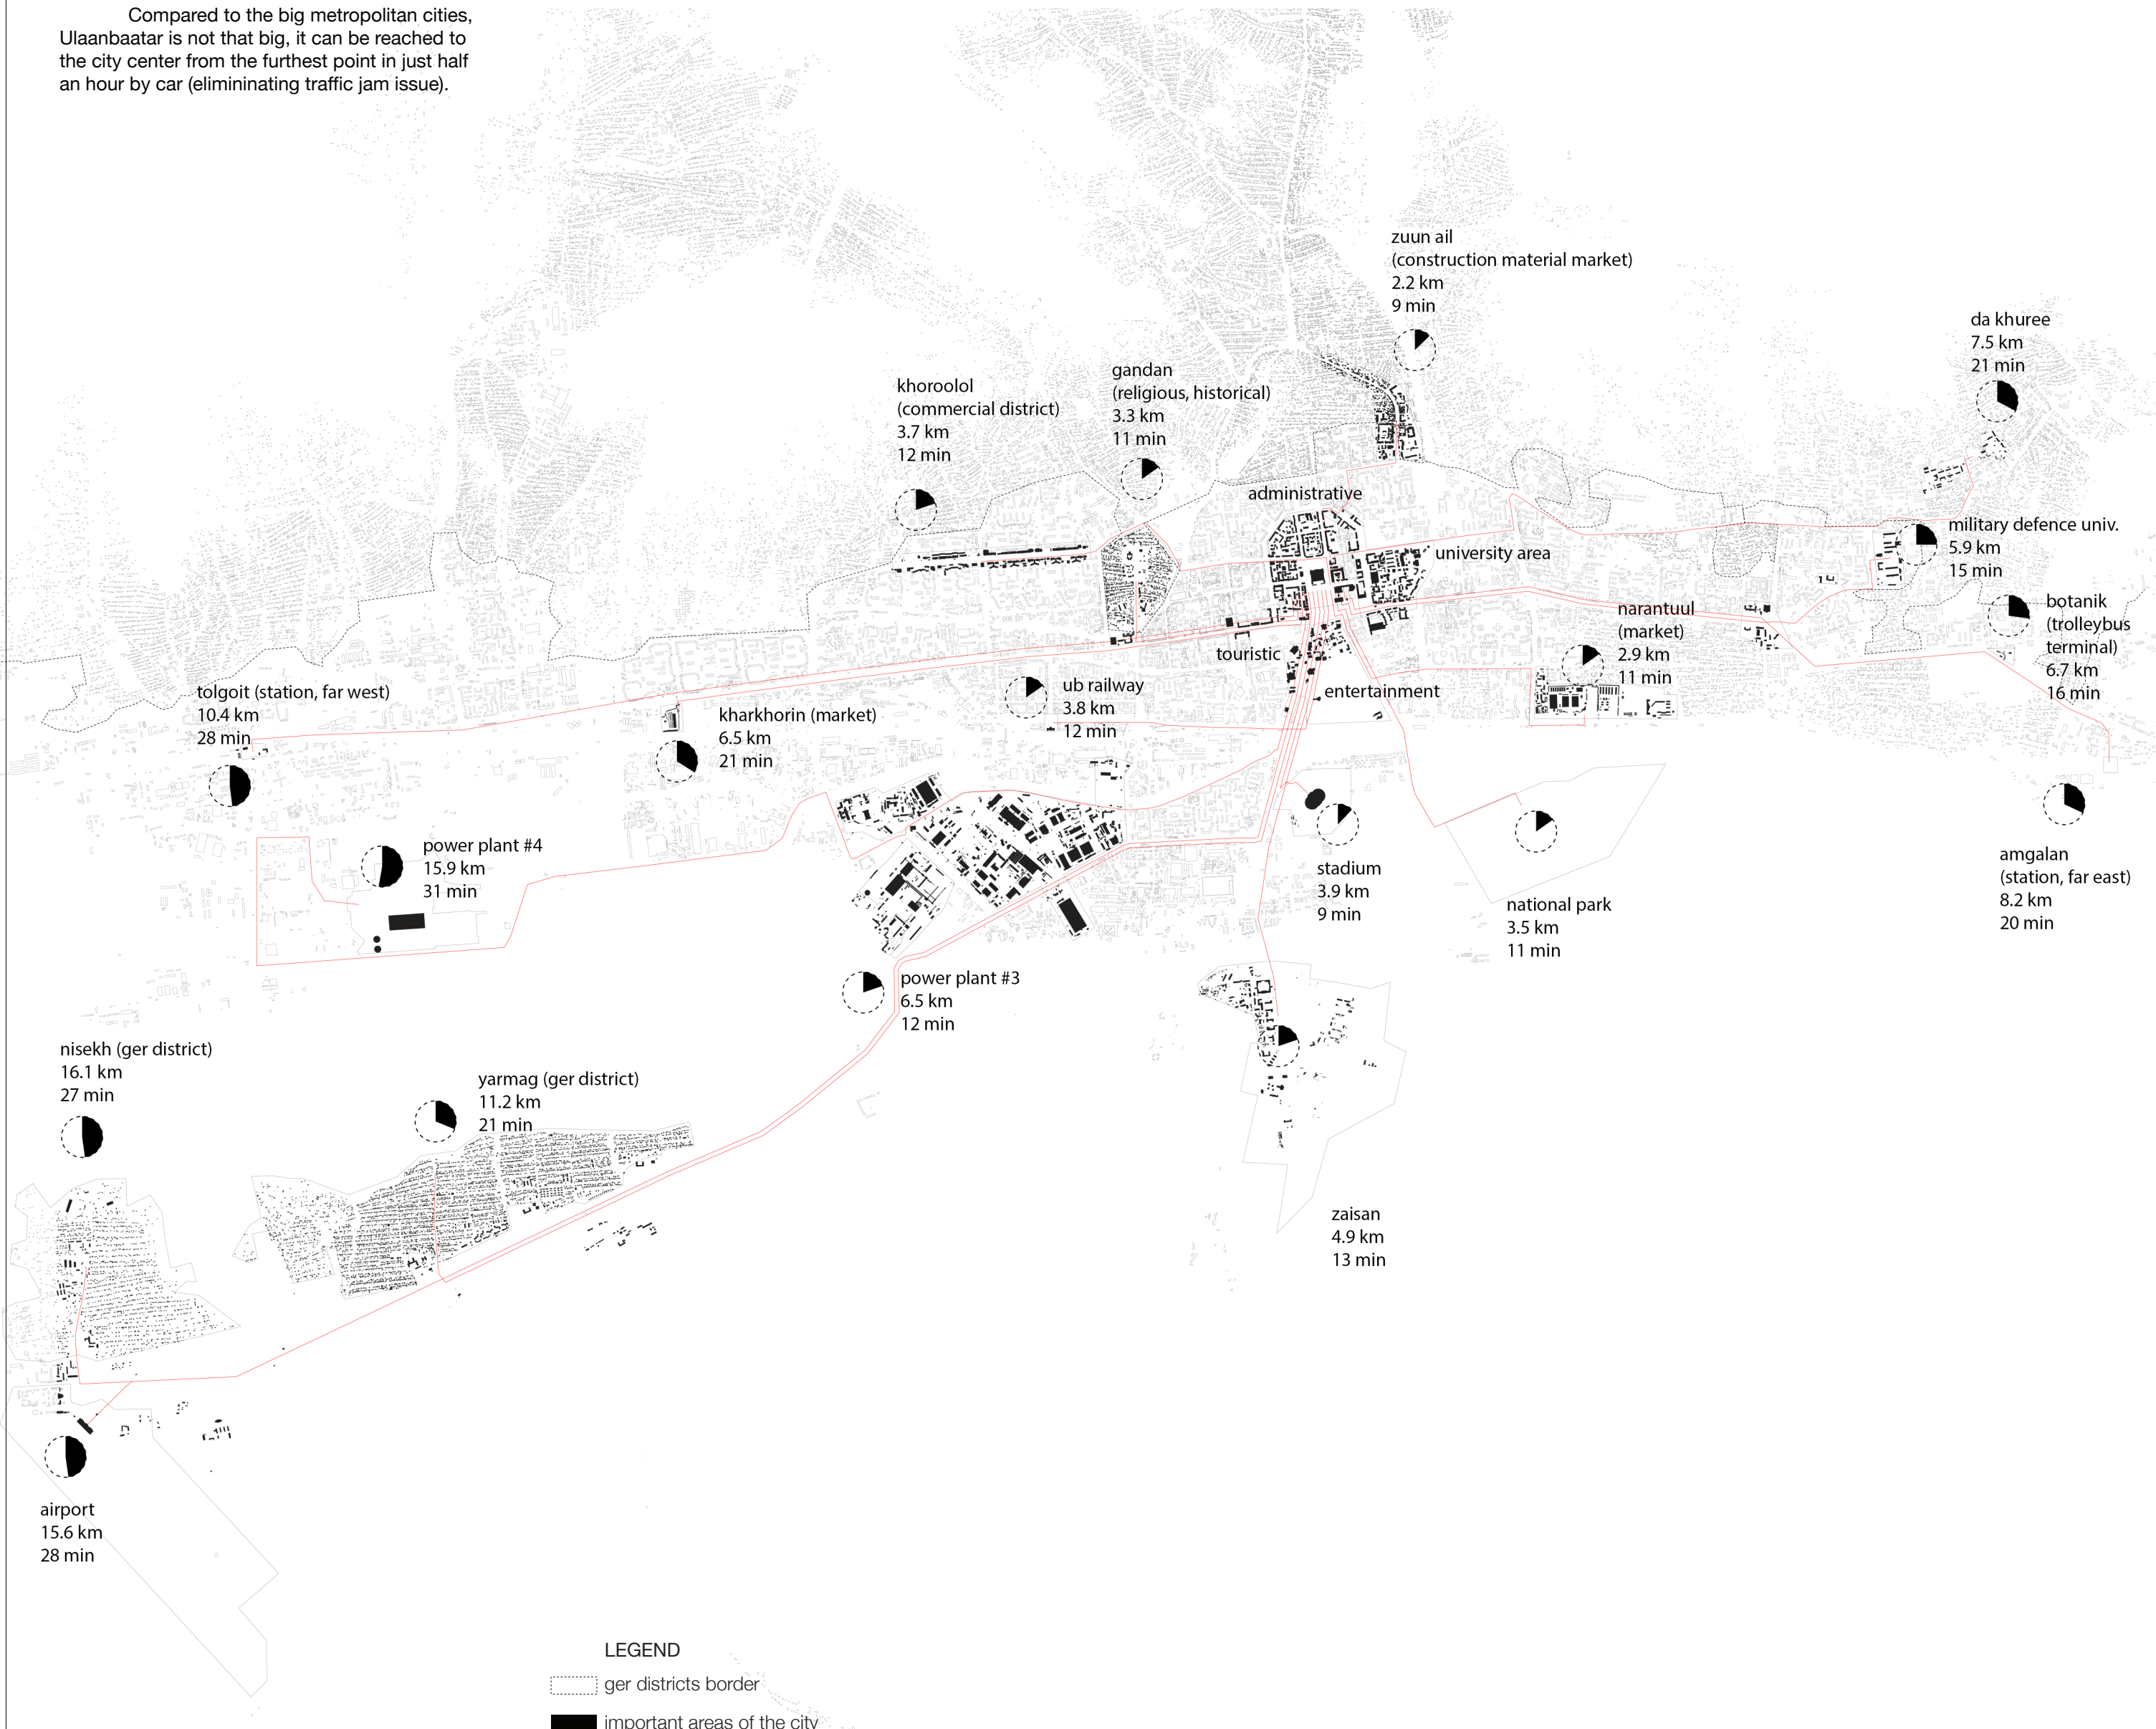 Compared to the big metropolitan cities,
Ulaanbaatar is not that big, it can be reached to
the city center from the furthest point in just half
an hour by car (elimininating traffic jam issue).
zuun ail
(construction material market)
2.2 km
9 min
da khuree
7.5 km
21 min
khoroolol
(commercial district)
3.7 km
12 min
gandan
(religious, historical)
3.3 km
11 min
administrative
university area
military defence univ.
5.9 km
15 min
botanik
(trolleybus
terminal)
6.7 km
16 min
narantuul
(market)
2.9 km
11 min
touristic
entertainment
tolgoit (station, far west)
10.4 km
28 min
kharkhorin (market)
6.5 km
21 min
ub railway
3.8 km
12 min
power plant #4
15.9 km
31 min
stadium
3.9 km
9 min
national park
3.5 km
11 min
amgalan
(station, far east)
8.2 km
20 min
power plant #3
6.5 km
12 min
nisekh (ger district)
16.1 km
27 min
yarmag (ger district)
11.2 km
21 min
zaisan
4.9 km
13 min
airport
15.6 km
28 min
LEGEND
ger districts border
important areas of the city